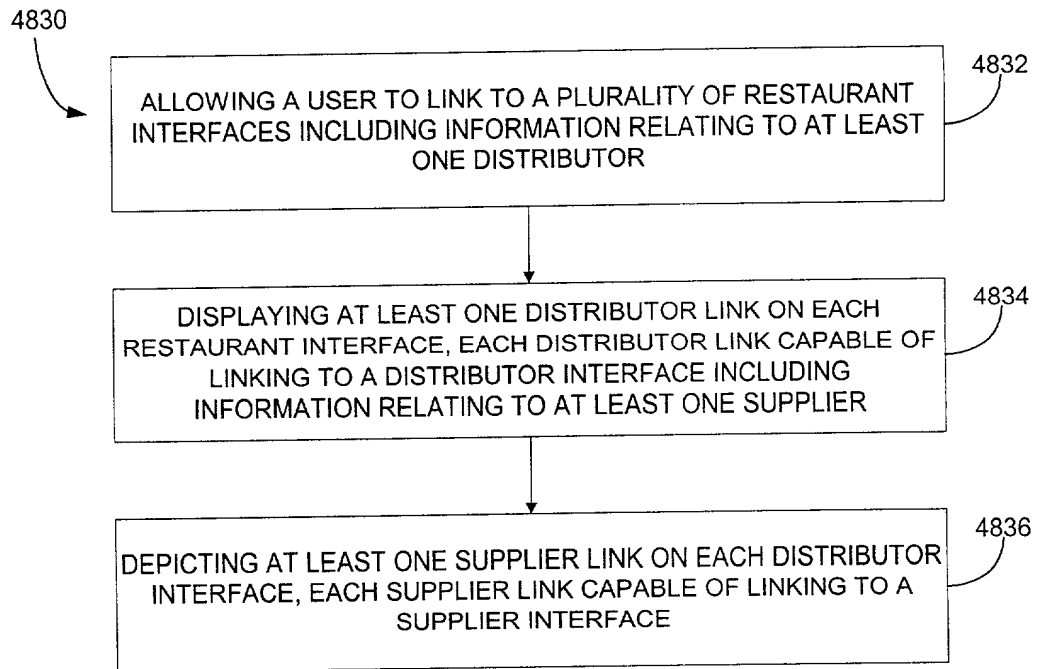 4830
4832
ALLOWING A USER TO LINK TO A PLURALITY OF RESTAURANT
INTERFACES INCLUDING INFORMATION RELATING TO AT LEAST
ONE DISTRIBUTOR
4834
DISPLAYING AT LEAST ONE DISTRIBUTOR LINK ON EACH
RESTAURANT INTERFACE, EACH DISTRIBUTOR LINK CAPABLE OF
LINKING TO A DISTRIBUTOR INTERFACE INCLUDING
INFORMATION RELATING TO AT LEAST ONE SUPPLIER
4836
DEPICTING AT LEAST ONE SUPPLIER LINK ON EACH DISTRIBUTOR
INTERFACE, EACH SUPPLIER LINK CAPABLE OF LINKING TO A
SUPPLIER INTERFACE